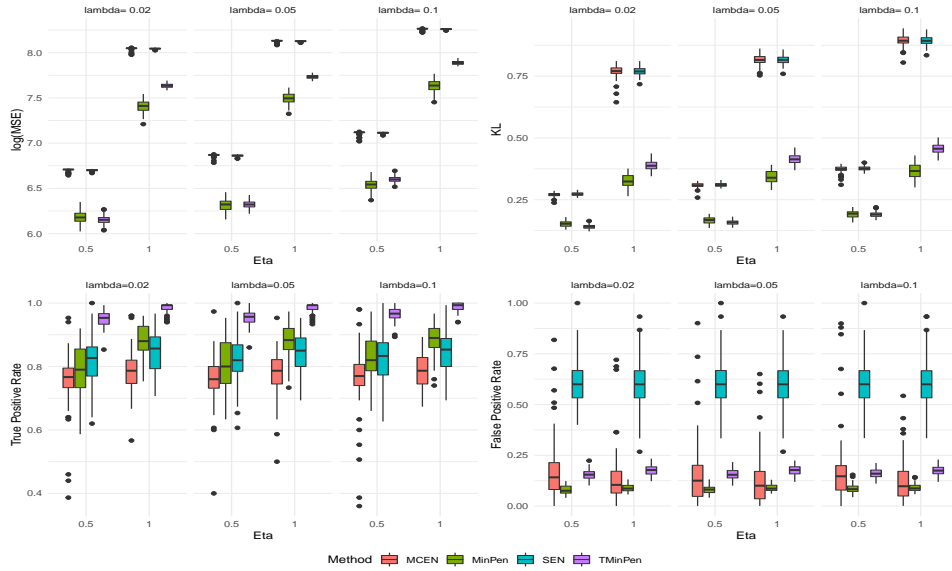 lambda= 0.02 lambda= 0.05 lambda= 0.1
log(MSE)
8.0
7.5
7.0
6.5
6.0
0.5 1 0.5 1 0.5 1
Eta
lambda= 0.02 lambda= 0.05 lambda= 0.1
KL
0.75
0.50
0.25
0.5 1 0.5 1 0.5 1
Eta
lambda= 0.02 lambda=0.05 lambda=0.1
True Positive Rate
1.0
0.8
0.6
0.4
0.5 1 0.5 1 0.5 1
Eta
lambda= 0.02 lambda=0.05 lambda=0.1
False Positive Rate
1.00
0.75
0.50
0.25
0.00
0.5 1 0.5 1 0.5 1
Eta
Method MCEN MinPen SEN TMinPen